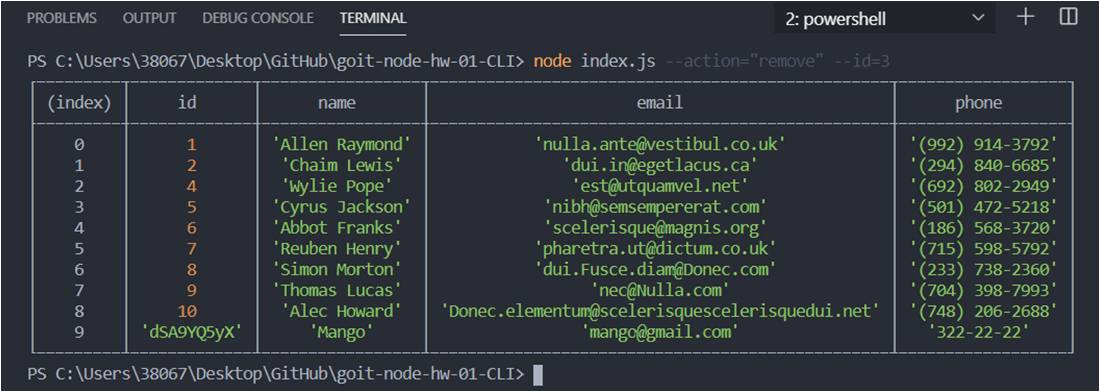 PROBLEMS OUTPUT DEBUG CONSOLE TERMINAL 2: powershell
PS C:\Users\38067\Desktop\GitHub\goit-node-hw-01-CLI> node index.js --action="remove" --id=3
(index) id name email phone
0 1 'Allen Raymond' 'nulla.ante@vestibul.co.uk' '(992) 914-3792'
1 2 'Chaim Lewis' 'dui.in@egetlacus.ca' '(294) 840-6685'
2 4 'Wylie Pope' 'est@utquamvel.net' '(692) 802-2949'
3 5 'Cyrus Jackson' 'nibh@semsempererat.com' '(501) 472-5218'
4 6 'Abbot Franks' 'scelerisque@magnis.org' '(186) 568-3720'
5 7 'Reuben Henry' 'pharetra.ut@dictum.co.uk' '(715) 598-5792'
6 8 'Simon Morton' 'dui.Fusce.diam@Donec.com' '(233) 738-2360'
7 9 'Thomas Lucas' 'nec@Nulla.com' '(704) 398-7993'
8 10 'Alec Howard' 'Donec.elementum@scelerisquescelerisquedui.net' '(748) 206-2688'
9 'dSA9YQ5yX' 'Mango' 'mango@gmail.com' '322-22-22'
PS C:\Users\38067\Desktop\GitHub\goit-node-hw-01-CLI>